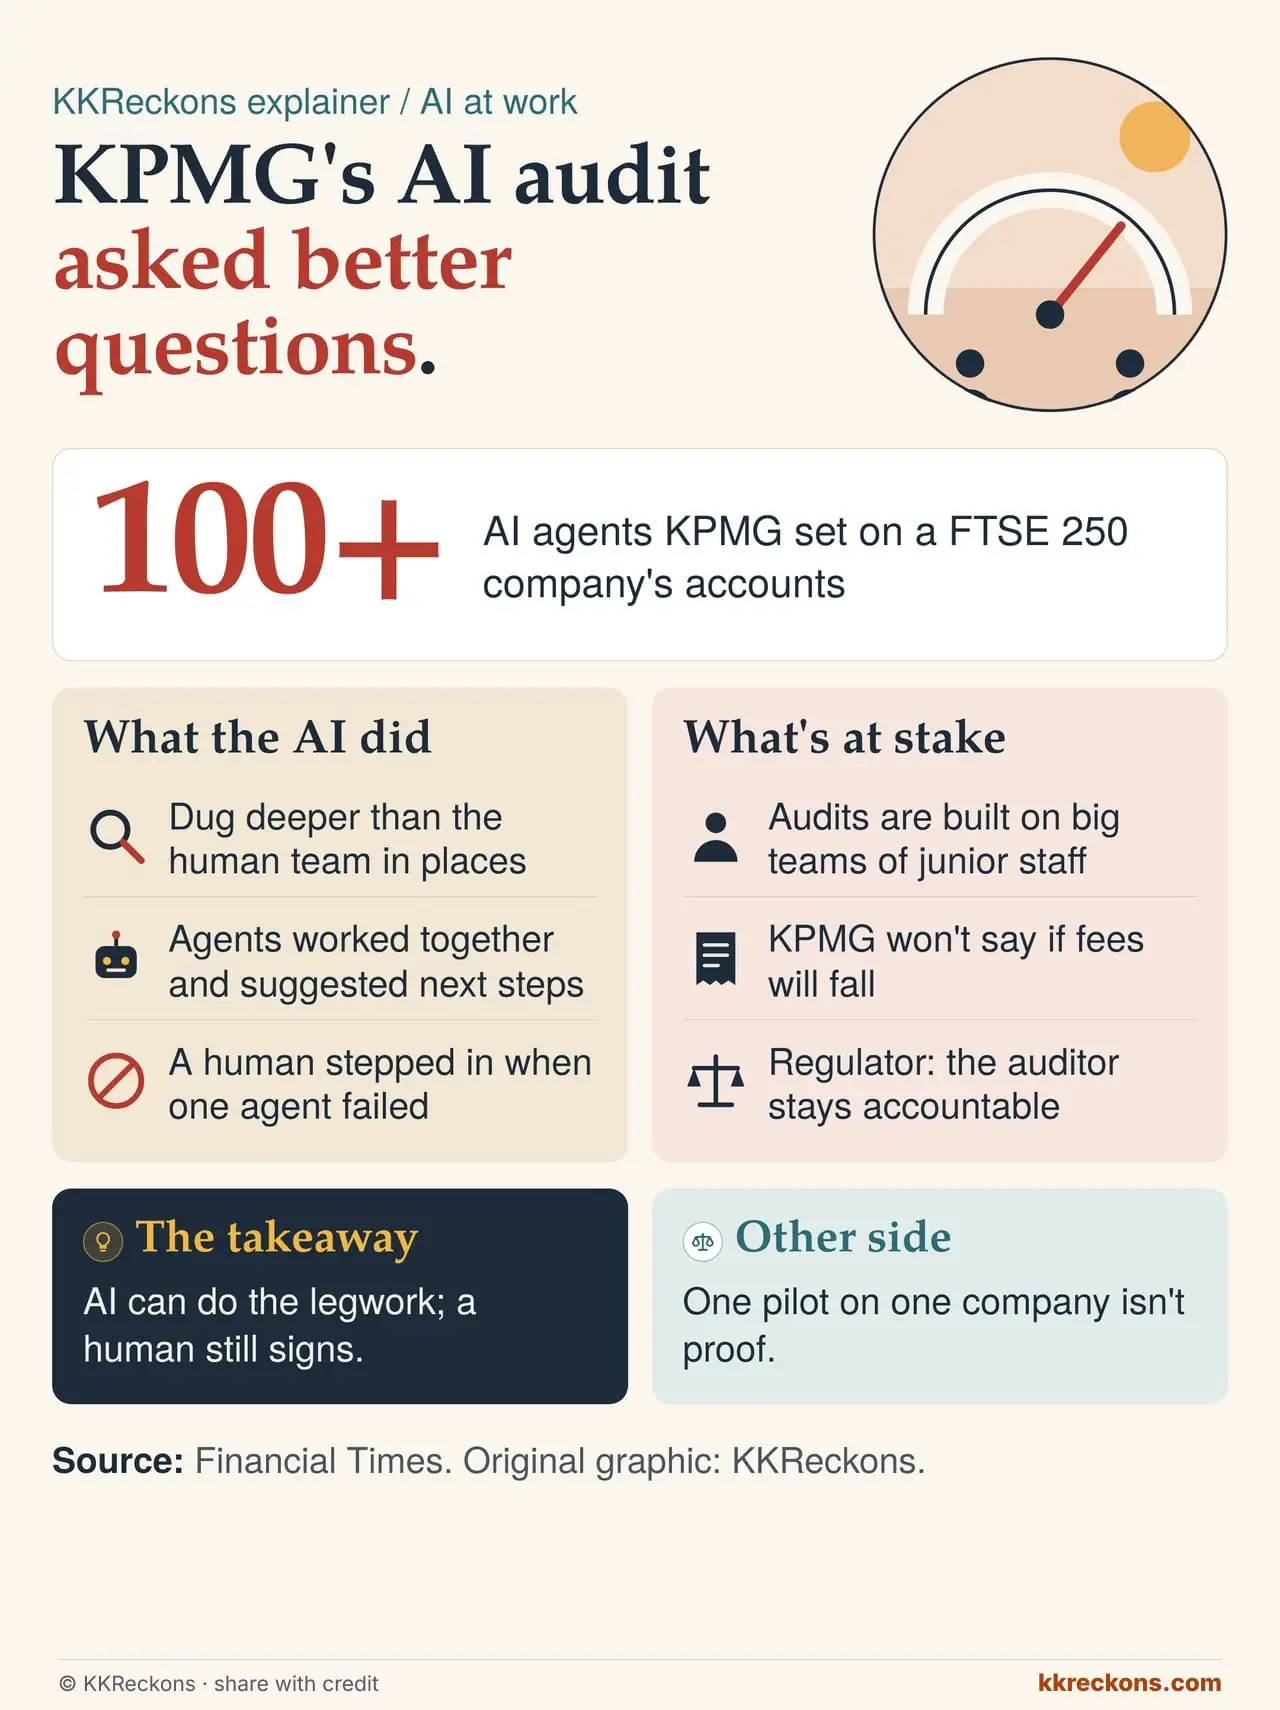 KKReckons explainer / AI at work
KPMG's AI audit
asked better
questions.
100+
AI agents KPMG set on a FTSE 250
company's accounts
What the AI did
Dug deeper than the
human team in places
Agents worked together
and suggested next steps
A human stepped in when
one agent failed
What's at stake
Audits are built on big
teams of junior staff
KPMG won't say if fees
will fall
Regulator: the auditor
stays accountable
The takeaway
AI can do the legwork; a
human still signs.
Other side
One pilot on one company isn't
proof.
Source: Financial Times. Original graphic: KKReckons.
© KKReckons · share with credit
kkreckons.com